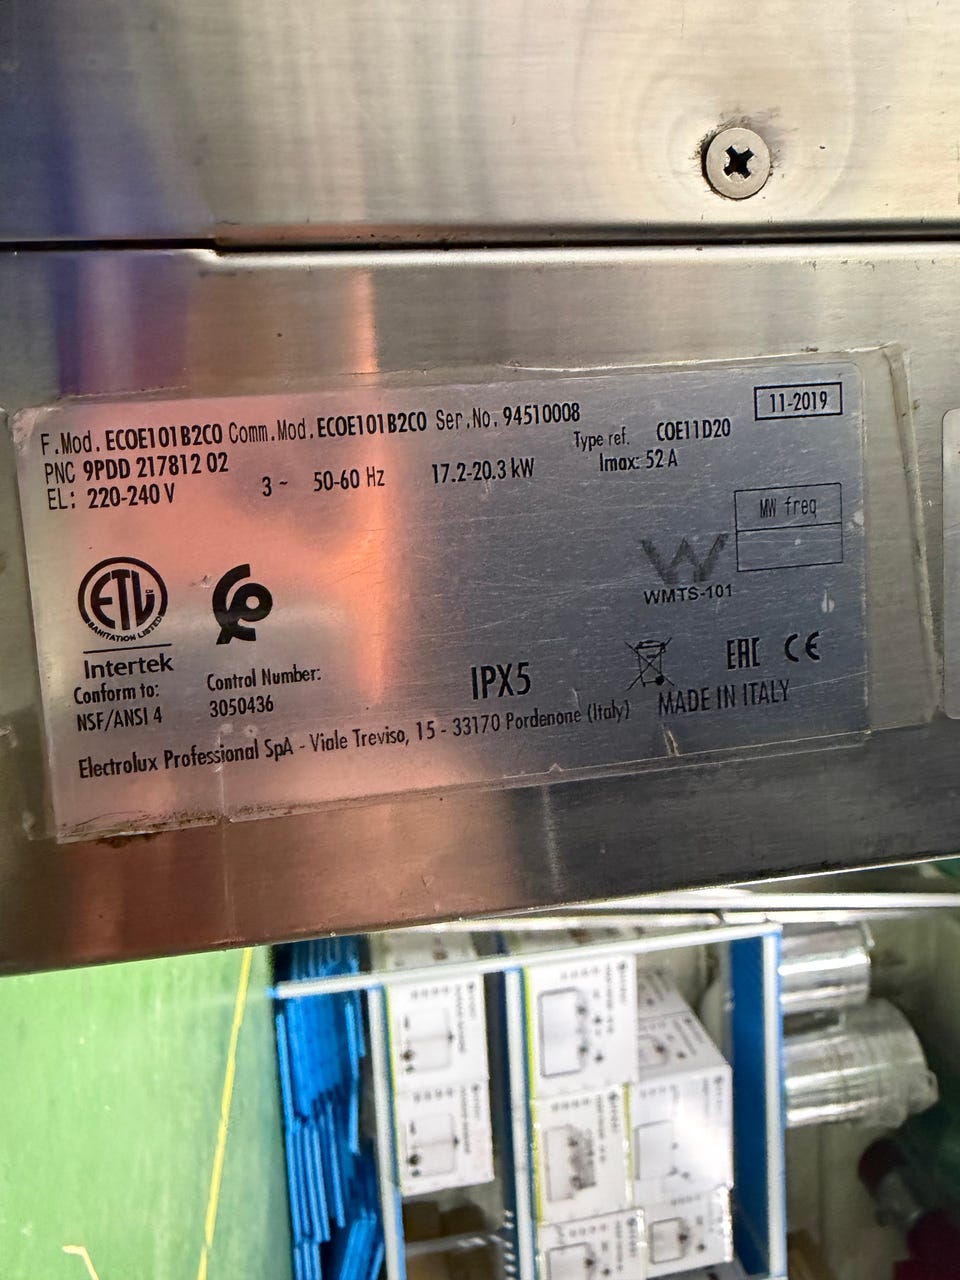 F.Mod. ECOE101B2C0 Comm.Mod. ECOE101B2C0 Ser.No. 94510008
11-2019
PNC 9PDD 217812 02
Type ref. COE11D20
EL: 220-240 V 3 ~ 50-60 Hz 17.2-20.3 kW Imax: 52 A
MW freq
ETL
SANITATION LISTED
Intertek
Conform to:
NSF/ANSI 4
Control Number:
3050436
W
WMTS-101
IPX5
EAC CE
MADE IN ITALY
Electrolux Professional SpA - Viale Treviso, 15 - 33170 Pordenone (Italy)